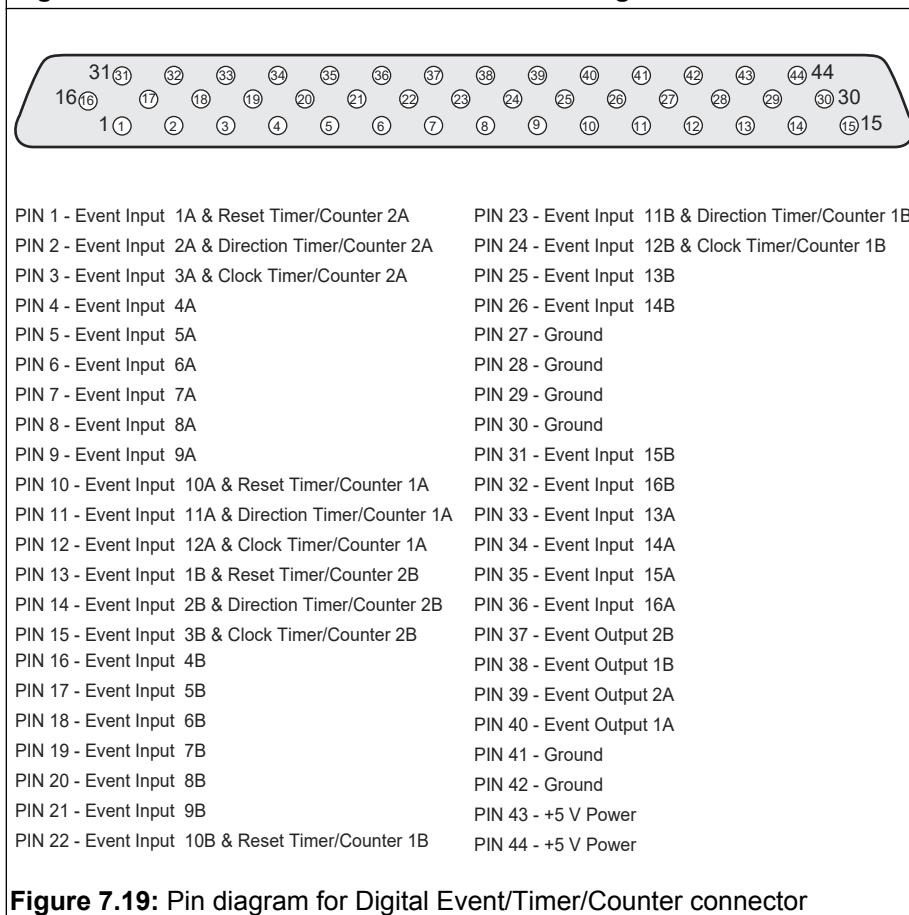 31 31 32 33 34 35 36 37 38 39 40 41 42 43 44 44
16 16 17 18 19 20 21 22 23 24 25 26 27 28 29 30 30
1 1 2 3 4 5 6 7 8 9 10 11 12 13 14 15 15
PIN 1 - Event Input 1A & Reset Timer/Counter 2A
PIN 2 - Event Input 2A & Direction Timer/Counter 2A
PIN 3 - Event Input 3A & Clock Timer/Counter 2A
PIN 4 - Event Input 4A
PIN 5 - Event Input 5A
PIN 6 - Event Input 6A
PIN 7 - Event Input 7A
PIN 8 - Event Input 8A
PIN 9 - Event Input 9A
PIN 10 - Event Input 10A & Reset Timer/Counter 1A
PIN 11 - Event Input 11A & Direction Timer/Counter 1A
PIN 12 - Event Input 12A & Clock Timer/Counter 1A
PIN 13 - Event Input 1B & Reset Timer/Counter 2B
PIN 14 - Event Input 2B & Direction Timer/Counter 2B
PIN 15 - Event Input 3B & Clock Timer/Counter 2B
PIN 16 - Event Input 4B
PIN 17 - Event Input 5B
PIN 18 - Event Input 6B
PIN 19 - Event Input 7B
PIN 20 - Event Input 8B
PIN 21 - Event Input 9B
PIN 22 - Event Input 10B & Reset Timer/Counter 1B
PIN 23 - Event Input 11B & Direction Timer/Counter 1B
PIN 24 - Event Input 12B & Clock Timer/Counter 1B
PIN 25 - Event Input 13B
PIN 26 - Event Input 14B
PIN 27 - Ground
PIN 28 - Ground
PIN 29 - Ground
PIN 30 - Ground
PIN 31 - Event Input 15B
PIN 32 - Event Input 16B
PIN 33 - Event Input 13A
PIN 34 - Event Input 14A
PIN 35 - Event Input 15A
PIN 36 - Event Input 16A
PIN 37 - Event Output 2B
PIN 38 - Event Output 1B
PIN 39 - Event Output 2A
PIN 40 - Event Output 1A
PIN 41 - Ground
PIN 42 - Ground
PIN 43 - +5 V Power
PIN 44 - +5 V Power
Figure 7.19: Pin diagram for Digital Event/Timer/Counter connector